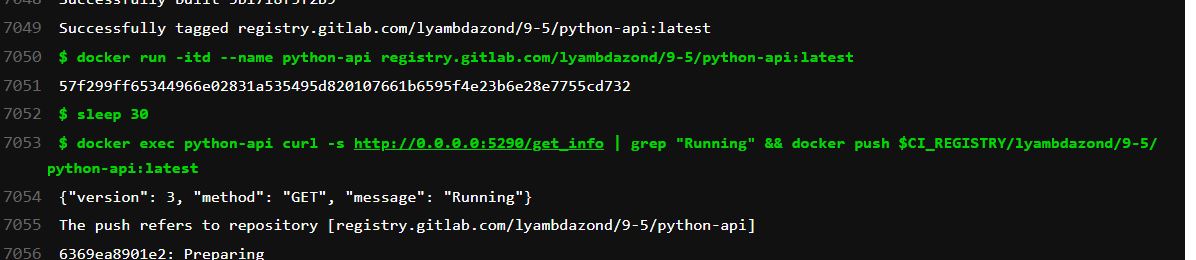 7049 Successfully tagged registry.gitlab.com/lyambdazond/9-5/python-api:latest
7050 $ docker run -itd --name python-api registry.gitlab.com/lyambdazond/9-5/python-api:latest
7051 57f299ff65344966e02831a535495d820107661b6595f4e23b6e28e7755cd732
7052 $ sleep 30
7053 $ docker exec python-api curl -s http://0.0.0.0:5290/get_info | grep "Running" && docker push $CI_REGISTRY/lyambdazond/9-5/
python-api:latest
7054 {"version": 3, "method": "GET", "message": "Running"}
7055 The push refers to repository [registry.gitlab.com/lyambdazond/9-5/python-api]
7056 6369ea8901e2: Preparing